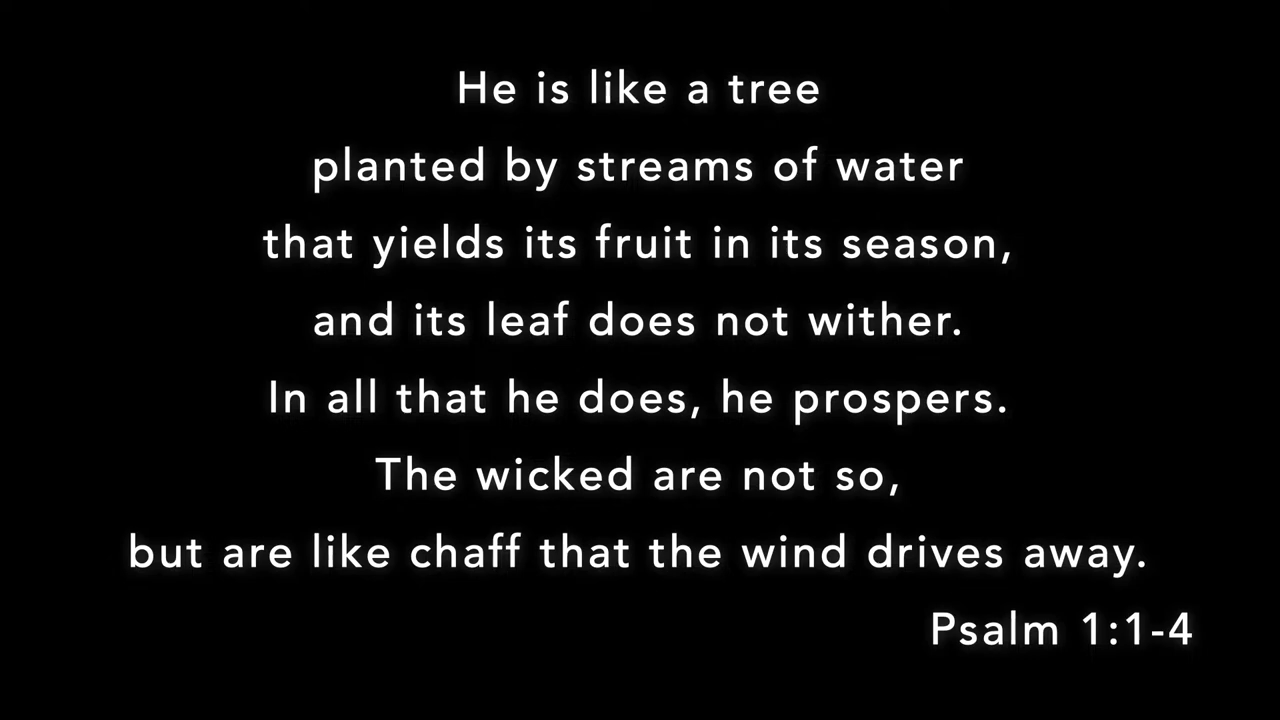 He is like a tree
planted by streams of water
that yields its fruit in its season,
and its leaf does not wither.
In all that he does, he prospers.
The wicked are not so,
but are like chaff that the wind drives away.
Psalm 1:1-4